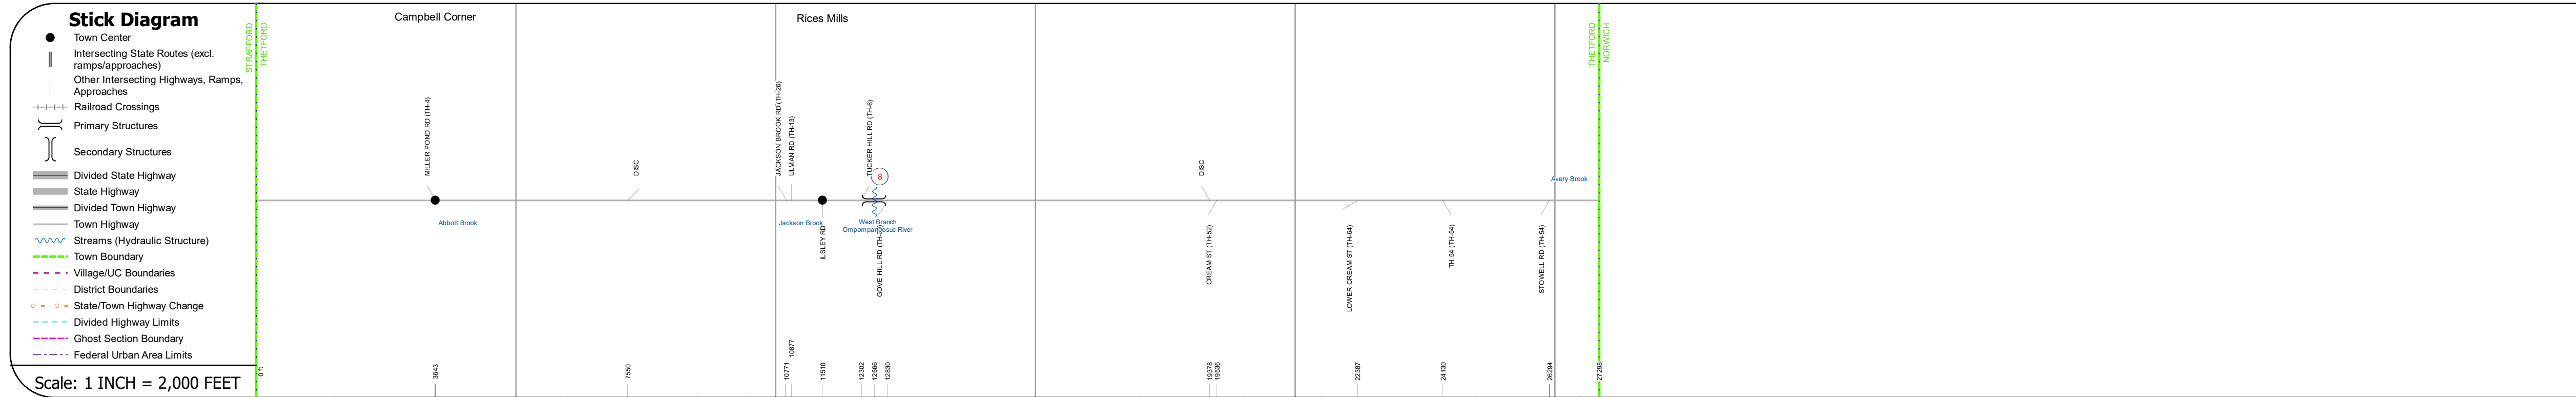 Stick Diagram
Town Center
Intersecting State Routes (excl.
ramps/approaches)
Other Intersecting Highways, Ramps,
Approaches
Railroad Crossings
Primary Structures
Secondary Structures
Divided State Highway
State Highway
Divided Town Highway
Town Highway
Streams (Hydraulic Structure)
Town Boundary
Village/UC Boundaries
District Boundaries
State/Town Highway Change
Divided Highway Limits
Ghost Section Boundary
Federal Urban Area Limits
Scale: 1 INCH = 2,000 FEET
STRAFFORD
THETFORD
Campbell Corner
Rices Mills
THETFORD
NORWICH
MILLER POND RD (TH-4)
DISC
JACKSON BROOK RD (TH-26)
ULMAN RD (TH-13)
TUCKER HILL RD (TH-6)
8
DISC
Avery Brook
Abbott Brook
Jackson Brook
West Branch
Ompompanoosuc River
ILSLEY RD
CREAM ST (TH-52)
LOWER CREAM ST (TH-64)
TH 54 (TH-54)
STOWELL RD (TH-54)
0 ft
3643
7550
10771
10877
11510
12302
12566
12830
19378
19536
22387
24130
26294
27298